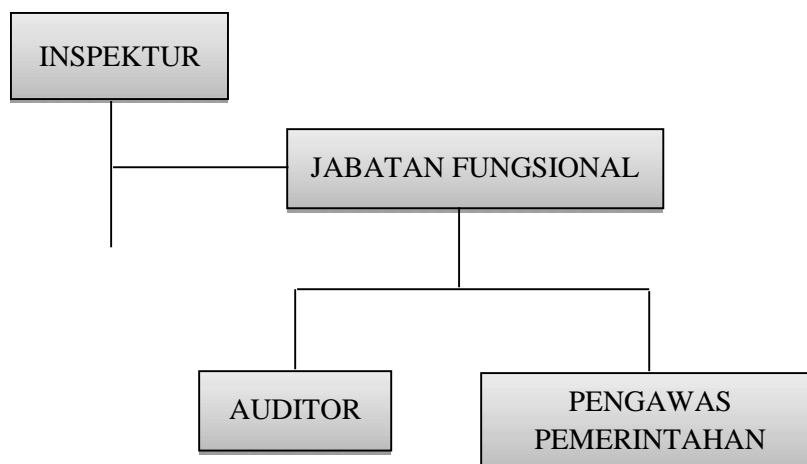 INSPEKTUR
JABATAN FUNGSIONAL
AUDITOR
PENGAWAS
PEMERINTAHAN